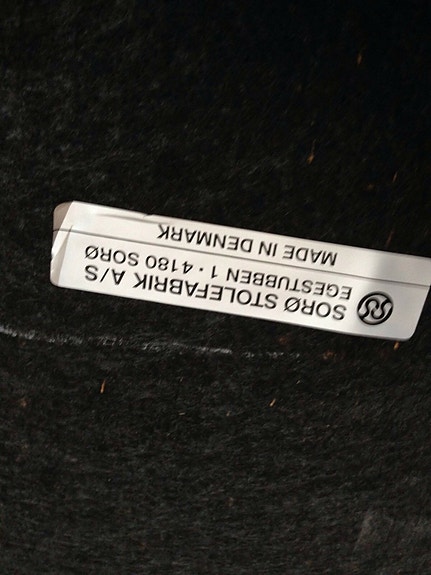 SORØ STOLEFABRIK A/S
EGESTUBBEN 1 · 4180 SORØ
MADE IN DENMARK